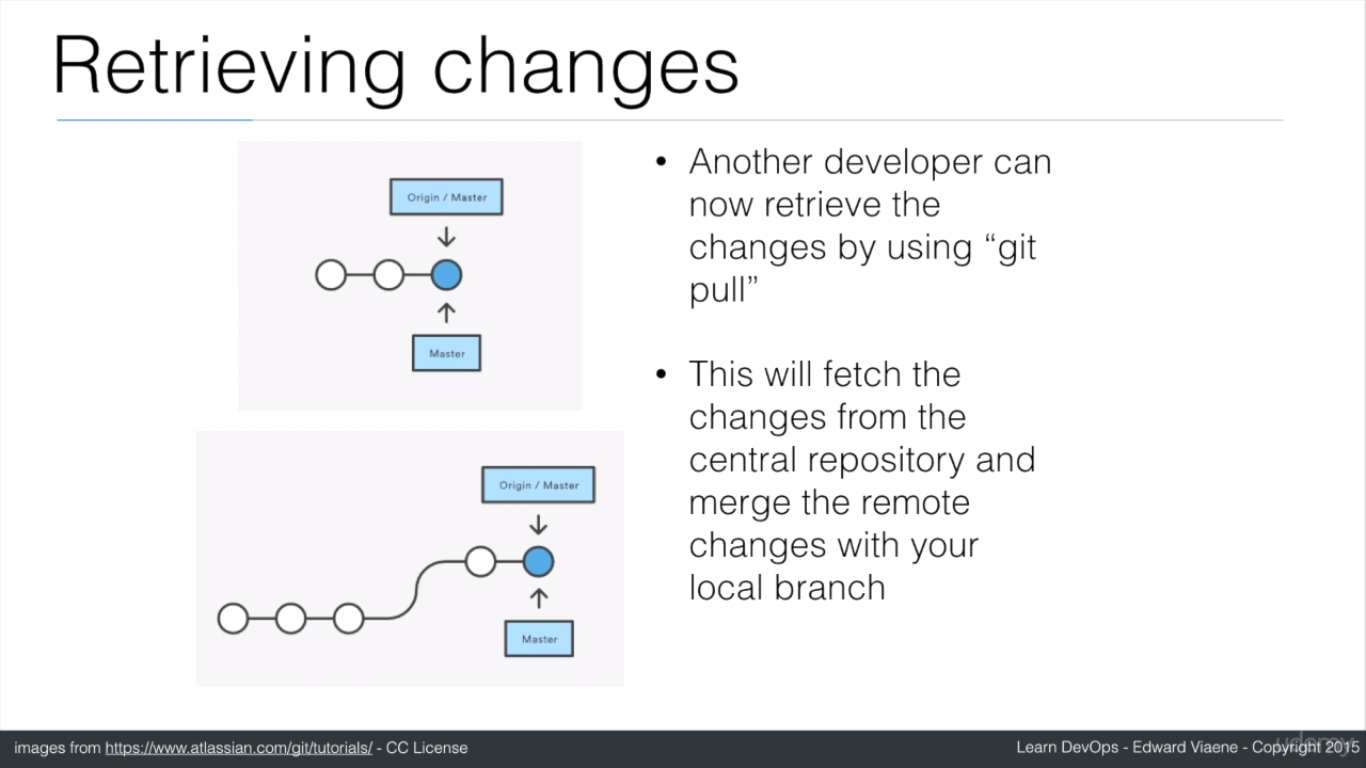 Retrieving changes
Origin / Master
Master
Origin / Master
Master
• Another developer can
now retrieve the
changes by using “git
pull”
• This will fetch the
changes from the
central repository and
merge the remote
changes with your
local branch
images from https://www.atlassian.com/git/tutorials/ - CC License
Learn DevOps - Edward Viaene - Copyright 2015
udemy